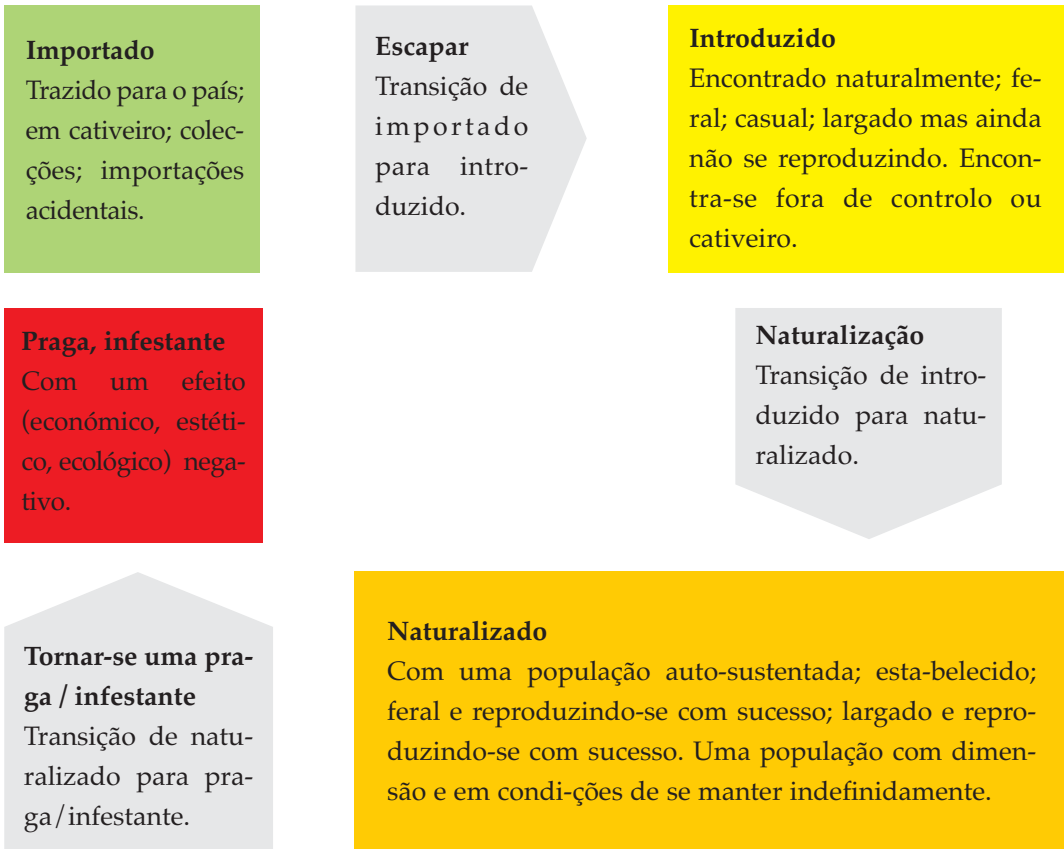 Importado
Trazido para o país;
em cativeiro; colec-
ções; importações
acidentais.
Escapar
Transição de
importado
para intro-
duzido.
Introduzido
Encontrado naturalmente; fe-
ral; casual; largado mas ainda
não se reproduzindo. Encon-
tra-se fora de controlo ou
cativeiro.
Naturalização
Transição de intro-
duzido para natu-
ralizado.
Naturalizado
Com uma população auto-sustentada; esta-belecido;
feral e reproduzindo-se com sucesso; largado e repro-
duzindo-se com sucesso. Uma população com dimen-
são e em condi-ções de se manter indefinidamente.
Tornar-se uma pra-
ga / infestante
Transição de natu-
ralizado para pra-
ga/infestante.
Praga, infestante
Com um efeito
(económico, estéti-
co, ecológico) nega-
tivo.